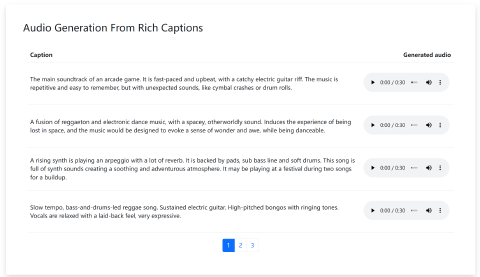 Audio Generation From Rich Captions
Caption Generated audio
The main soundtrack of an arcade game. It is fast-paced and upbeat, with a catchy electric guitar riff. The music is
repetitive and easy to remember, but with unexpected sounds, like cymbal crashes or drum rolls.
0:00 / 0:30
A fusion of reggaeton and electronic dance music, with a spacey, otherworldly sound. Induces the experience of being
lost in space, and the music would be designed to evoke a sense of wonder and awe, while being danceable.
0:00 / 0:30
A rising synth is playing an arpeggio with a lot of reverb. It is backed by pads, sub bass line and soft drums. This song is
full of synth sounds creating a soothing and adventurous atmosphere. It may be playing at a festival during two songs
for a buildup.
0:00 / 0:30
Slow tempo, bass-and-drums-led reggae song. Sustained electric guitar. High-pitched bongos with ringing tones.
Vocals are relaxed with a laid-back feel, very expressive.
0:00 / 0:30
1 2 3